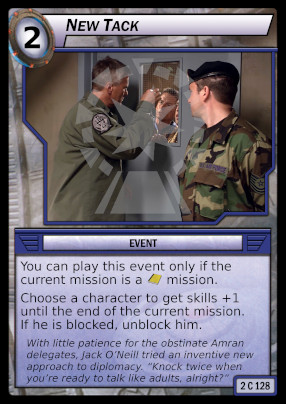 2
NEW TACK
EVENT
You can play this event only if the
current mission is a mission.
Choose a character to get skills +1
until the end of the current mission.
If he is blocked, unblock him.
With little patience for the obstinate Amran
delegates, Jack O'Neill tried an inventive new
approach to diplomacy. "Knock twice when
you're ready to talk like adults, alright?"
2 C 128